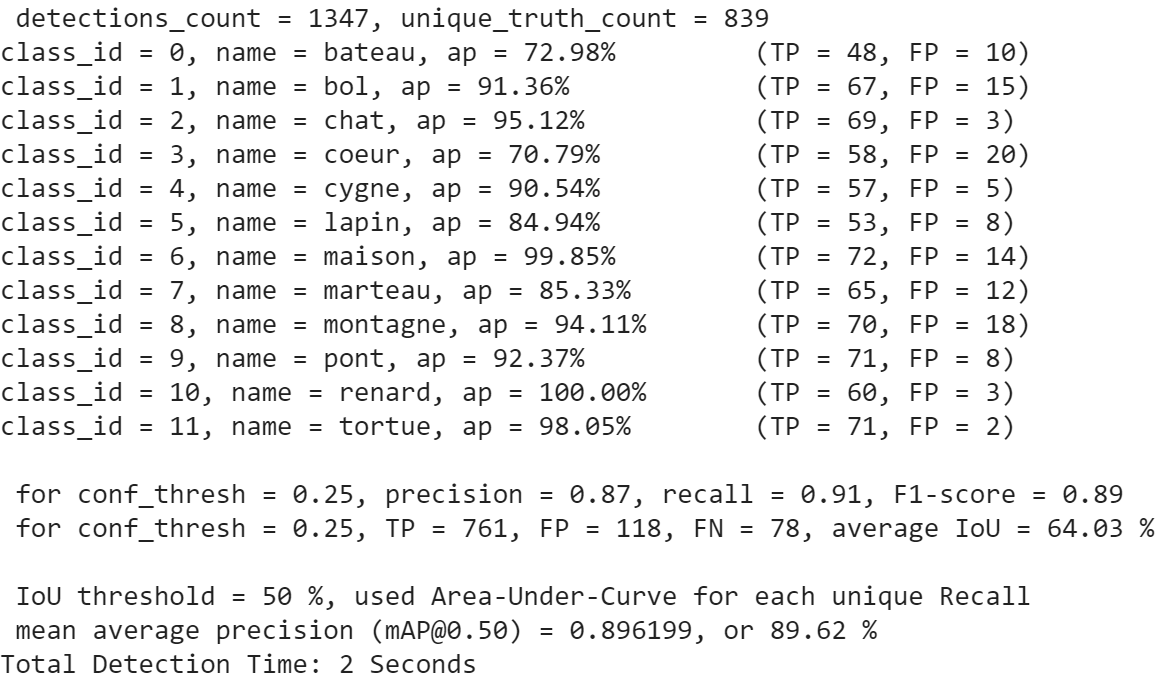 detections_count = 1347, unique_truth_count = 839
class_id = 0, name = bateau, ap = 72.98% (TP = 48, FP = 10)
class_id = 1, name = bol, ap = 91.36% (TP = 67, FP = 15)
class_id = 2, name = chat, ap = 95.12% (TP = 69, FP = 3)
class_id = 3, name = coeur, ap = 70.79% (TP = 58, FP = 20)
class_id = 4, name = cygne, ap = 90.54% (TP = 57, FP = 5)
class_id = 5, name = lapin, ap = 84.94% (TP = 53, FP = 8)
class_id = 6, name = maison, ap = 99.85% (TP = 72, FP = 14)
class_id = 7, name = marteau, ap = 85.33% (TP = 65, FP = 12)
class_id = 8, name = montagne, ap = 94.11% (TP = 70, FP = 18)
class_id = 9, name = pont, ap = 92.37% (TP = 71, FP = 8)
class_id = 10, name = renard, ap = 100.00% (TP = 60, FP = 3)
class_id = 11, name = tortue, ap = 98.05% (TP = 71, FP = 2)
for conf_thresh = 0.25, precision = 0.87, recall = 0.91, F1-score = 0.89
for conf_thresh = 0.25, TP = 761, FP = 118, FN = 78, average IoU = 64.03 %
IoU threshold = 50 %, used Area-Under-Curve for each unique Recall
mean average precision (mAP@0.50) = 0.896199, or 89.62 %
Total Detection Time: 2 Seconds